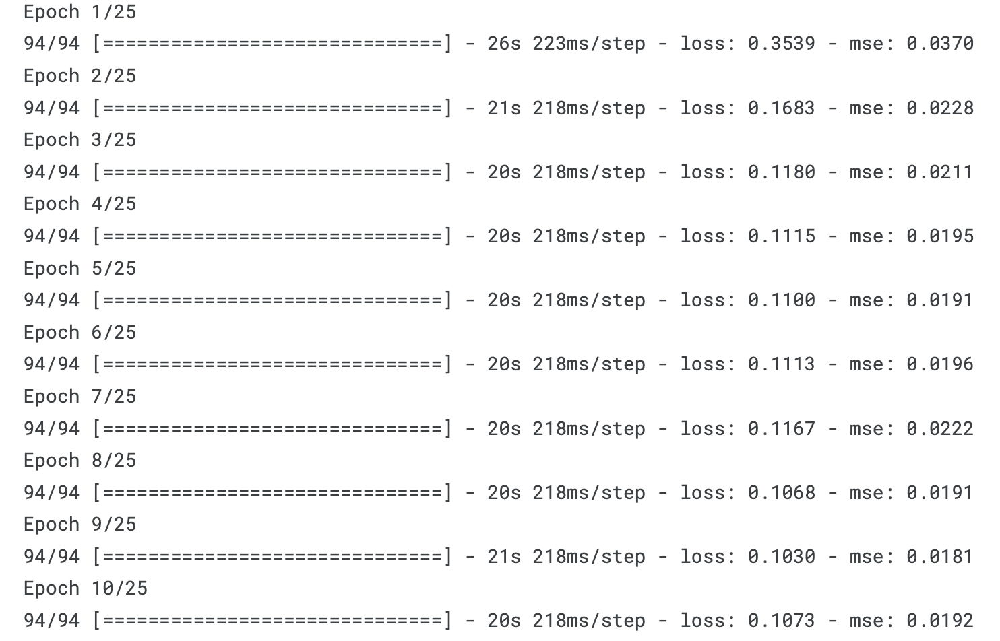 Epoch 1/25
94/94 [==============================] - 26s 223ms/step - loss: 0.3539 - mse: 0.0370
Epoch 2/25
94/94 [==============================] - 21s 218ms/step - loss: 0.1683 - mse: 0.0228
Epoch 3/25
94/94 [==============================] - 20s 218ms/step - loss: 0.1180 - mse: 0.0211
Epoch 4/25
94/94 [==============================] - 20s 218ms/step - loss: 0.1115 - mse: 0.0195
Epoch 5/25
94/94 [==============================] - 20s 218ms/step - loss: 0.1100 - mse: 0.0191
Epoch 6/25
94/94 [==============================] - 20s 218ms/step - loss: 0.1113 - mse: 0.0196
Epoch 7/25
94/94 [==============================] - 20s 218ms/step - loss: 0.1167 - mse: 0.0222
Epoch 8/25
94/94 [==============================] - 20s 218ms/step - loss: 0.1068 - mse: 0.0191
Epoch 9/25
94/94 [==============================] - 21s 218ms/step - loss: 0.1030 - mse: 0.0181
Epoch 10/25
94/94 [==============================] - 20s 218ms/step - loss: 0.1073 - mse: 0.0192